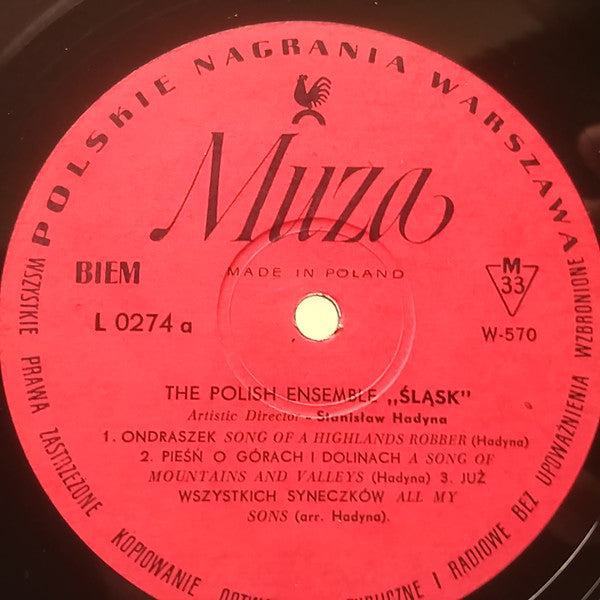 POLSKIE NAGRANIA WARSZAWA
Muza
MADE IN POLAND
BIEM
L 0274 a
M
33
W-570
THE POLISH ENSEMBLE „ŚLĄSK"
Artistic Director - Stanisław Hadyna
1. ONDRASZEK SONG OF A HIGHLANDS ROBBER (Hadyna)
2. PIEŚŃ O GÓRACH I DOLINACH A SONG OF
MOUNTAINS AND VALLEYS (Hadyna) 3. JUŻ
WSZYSTKICH SYNECZKÓW ALL MY
SONS (arr. Hadyna).
WSZYSTKIE PRAWA ZASTRZEŻONE KOPIOWANIE I RADIOWE BEZ UPOWAŻNIENIA WZBRONIONE